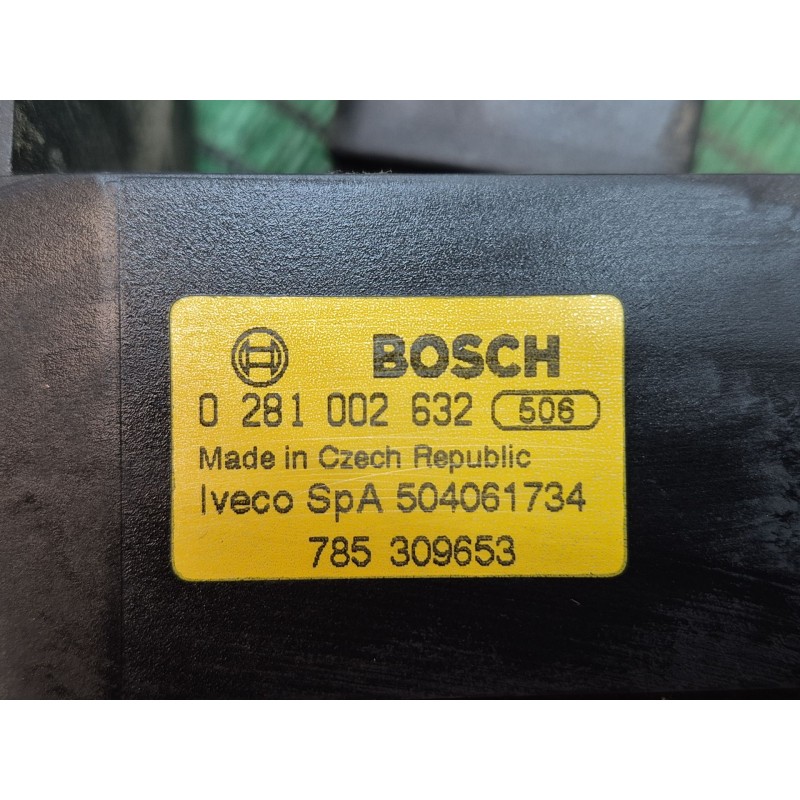 BOSCH
0 281 002 632 506
Made in Czech Republic
Iveco SpA 504061734
785 309653